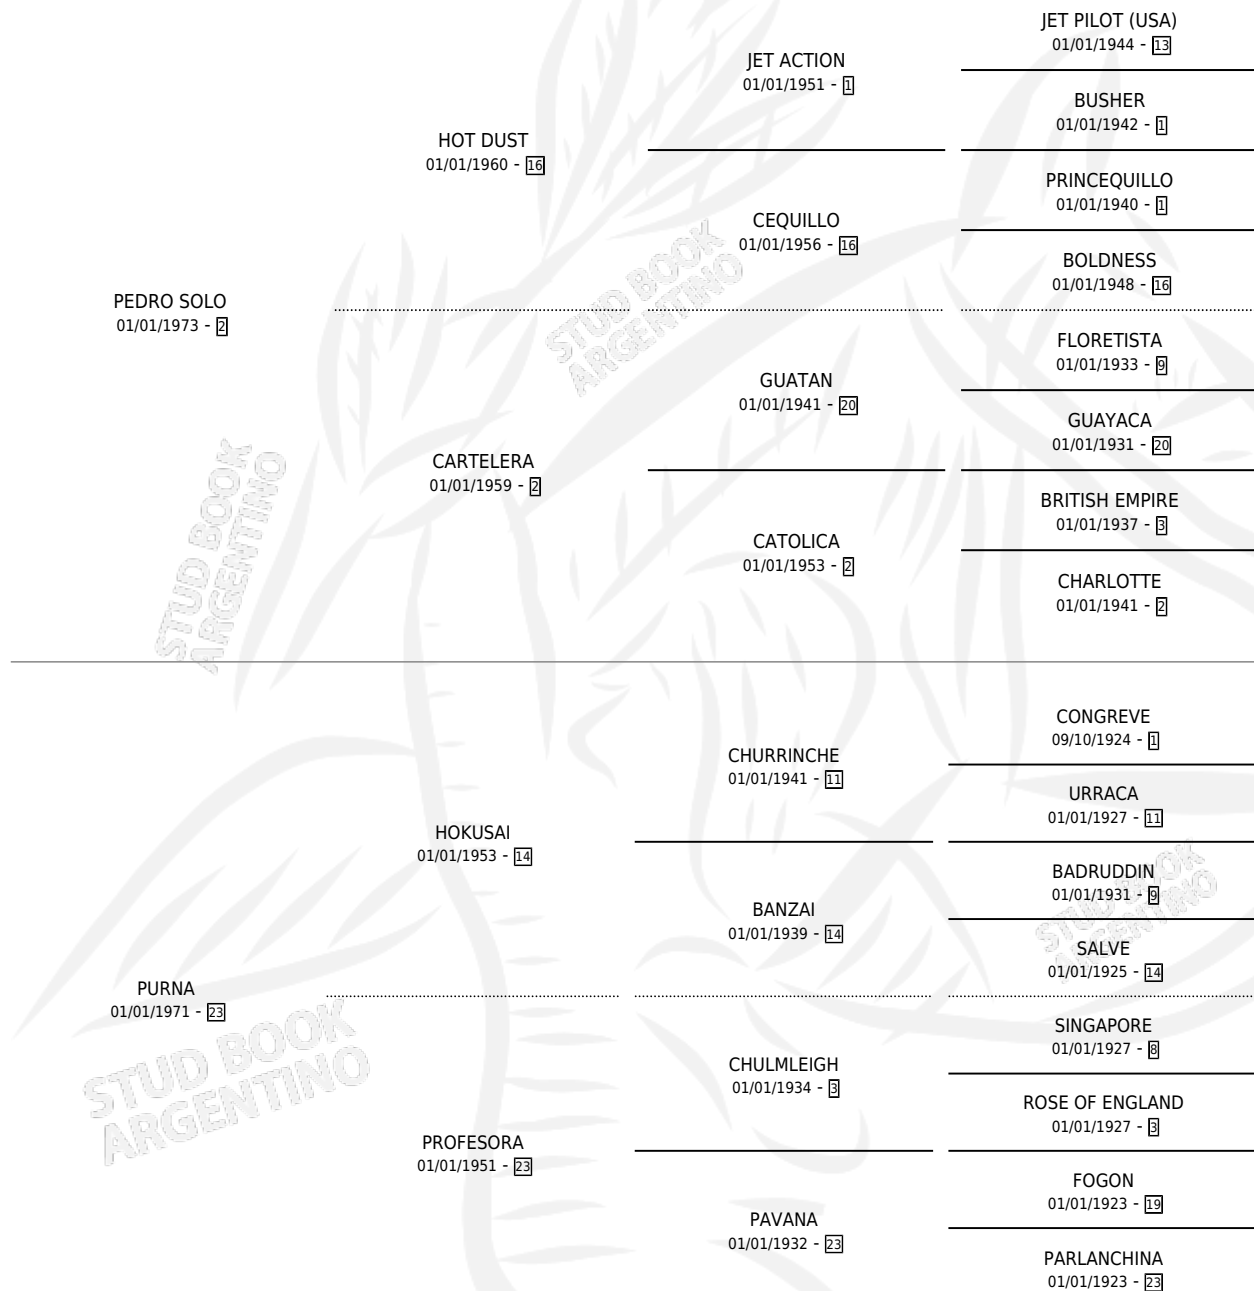 JET PILOT (USA)
01/01/1944 - 13
JET ACTION
01/01/1951 - 1
BUSHER
01/01/1942 - 1
HOT DUST
01/01/1960 - 16
PRINCEQUILLO
01/01/1940 - 1
CEQUILLO
01/01/1956 - 16
BOLDNESS
01/01/1948 - 16
PEDRO SOLO
01/01/1973 - 2
FLORETISTA
01/01/1933 - 9
GUATAN
01/01/1941 - 20
GUAYACA
01/01/1931 - 20
CARTELERA
01/01/1959 - 2
BRITISH EMPIRE
01/01/1937 - 3
CATOLICA
01/01/1953 - 2
CHARLOTTE
01/01/1941 - 2
CONGREVE
09/10/1924 - 1
CHURRINCHE
01/01/1941 - 11
URRACA
01/01/1927 - 11
HOKUSAI
01/01/1953 - 14
BADRUDDIN
01/01/1931 - 9
BANZAI
01/01/1939 - 14
SALVE
01/01/1925 - 14
PURNA
01/01/1971 - 23
SINGAPORE
01/01/1927 - 8
CHULMLEIGH
01/01/1934 - 3
ROSE OF ENGLAND
01/01/1927 - 3
PROFESORA
01/01/1951 - 23
FOGON
01/01/1923 - 19
PAVANA
01/01/1932 - 23
PARLANCHINA
01/01/1923 - 23
STUD BOOK
ARGENTINO
STUD BOOK
ARGENTINO
STUD BOOK
ARGENTINO
STUD BOOK
ARGENTINO